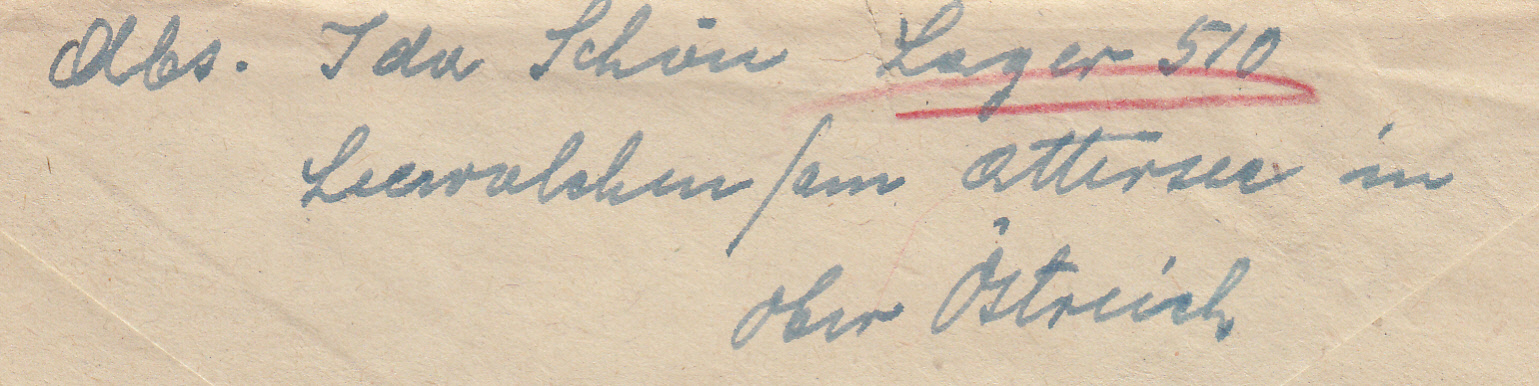 Abs. Ida Schön Lager 510
Seewalchen / am Attersee in
Ober Östreich